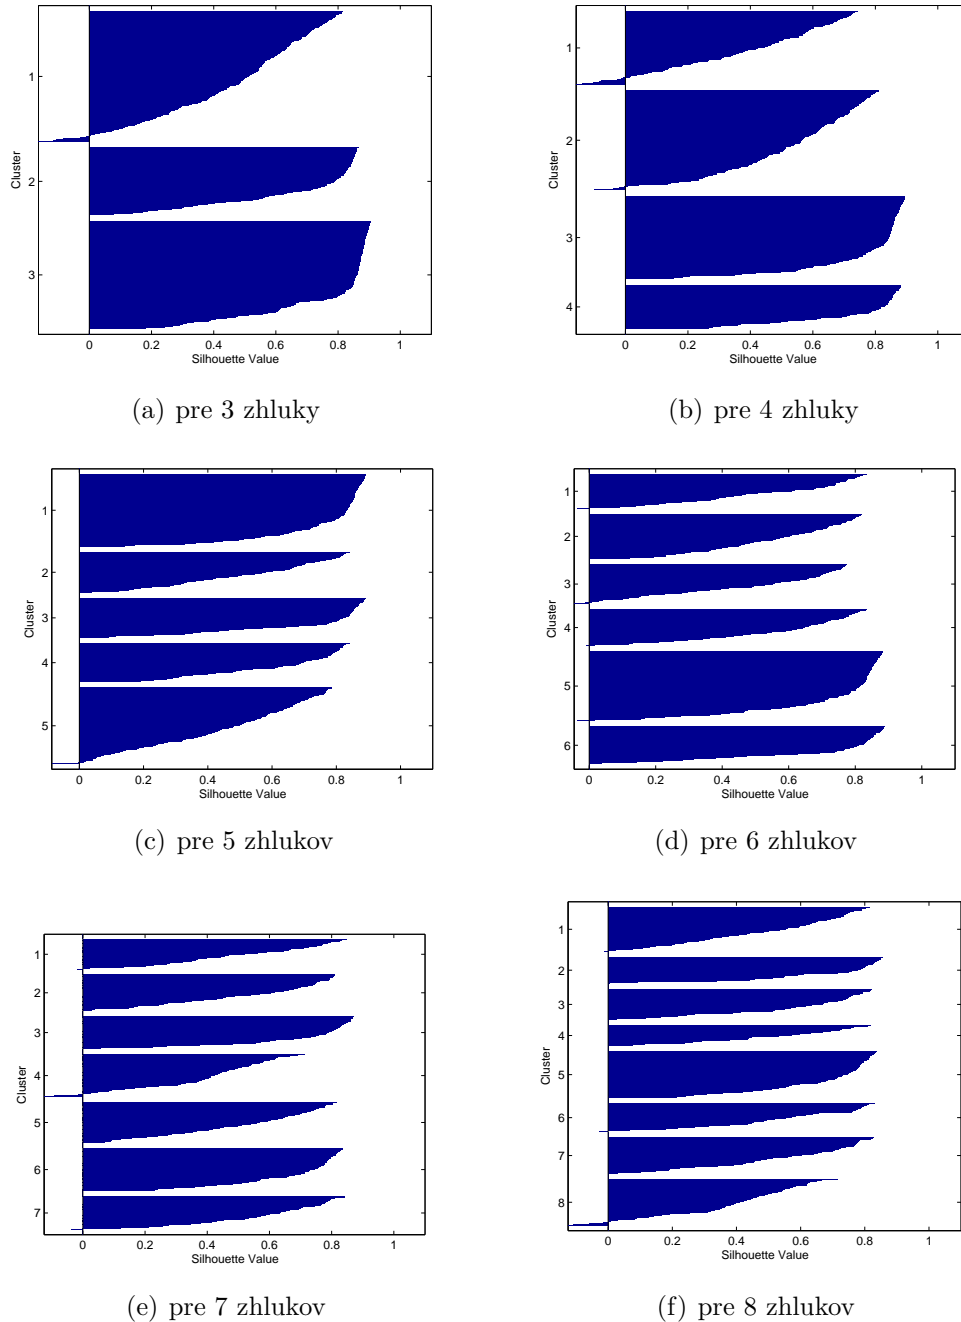 1
2
3
Cluster
0 0.2 0.4 0.6 0.8 1
Silhouette Value
(a) pre 3 zhluky
1
2
3
4
Cluster
0 0.2 0.4 0.6 0.8 1
Silhouette Value
(b) pre 4 zhluky
1
2
3
4
5
Cluster
0 0.2 0.4 0.6 0.8 1
Silhouette Value
(c) pre 5 zhlukov
1
2
3
4
5
6
Cluster
0 0.2 0.4 0.6 0.8 1
Silhouette Value
(d) pre 6 zhlukov
1
2
3
4
5
6
7
Cluster
0 0.2 0.4 0.6 0.8 1
Silhouette Value
(e) pre 7 zhlukov
1
2
3
4
5
6
7
8
Cluster
0 0.2 0.4 0.6 0.8 1
Silhouette Value
(f) pre 8 zhlukov